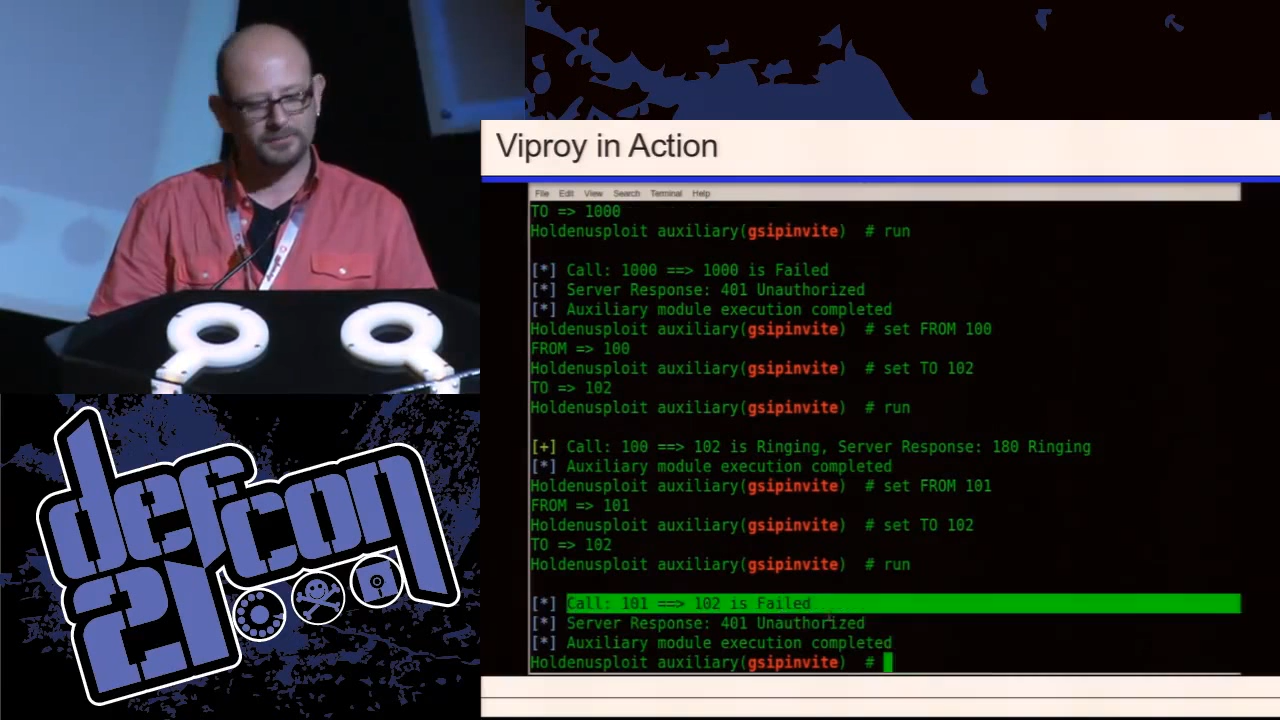 Viproy in Action
File Edit View Search Terminal Help
TO => 1000
Holdenusploit auxiliary(gsipinvite) # run
[*] Call: 1000 ==> 1000 is Failed
[*] Server Response: 401 Unauthorized
[*] Auxiliary module execution completed
Holdenusploit auxiliary(gsipinvite) # set FROM 100
FROM => 100
Holdenusploit auxiliary(gsipinvite) # set TO 102
TO => 102
Holdenusploit auxiliary(gsipinvite) # run
[+] Call: 100 ==> 102 is Ringing, Server Response: 180 Ringing
[*] Auxiliary module execution completed
Holdenusploit auxiliary(gsipinvite) # set FROM 101
FROM => 101
Holdenusploit auxiliary(gsipinvite) # set TO 102
TO => 102
Holdenusploit auxiliary(gsipinvite) # run
[*] Call: 101 ==> 102 is Failed
[*] Server Response: 401 Unauthorized
[*] Auxiliary module execution completed
Holdenusploit auxiliary(gsipinvite) #
defcon
21